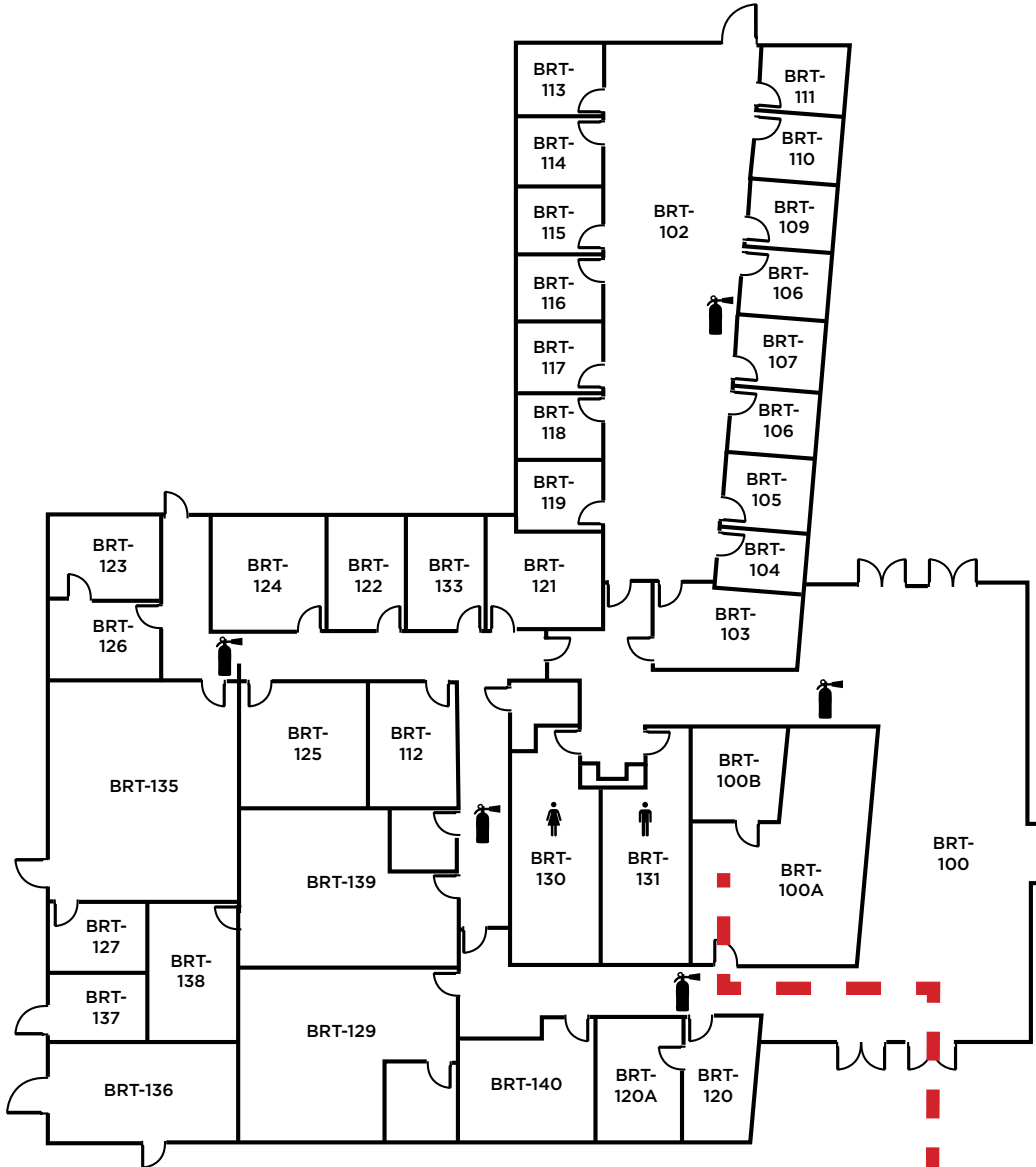 BRT-
113
BRT-
111
BRT-
114
BRT-
110
BRT-
115
BRT-
102
BRT-
109
BRT-
116
BRT-
106
BRT-
117
BRT-
107
BRT-
118
BRT-
106
BRT-
119
BRT-
105
BRT-
123
BRT-
124
BRT-
122
BRT-
133
BRT-
121
BRT-
104
BRT-
126
BRT-
103
BRT-
125
BRT-
112
BRT-135
BRT-
100B
BRT-139
BRT-
130
BRT-
131
BRT-
100A
BRT-
100
BRT-
127
BRT-
138
BRT-
137
BRT-129
BRT-136
BRT-140
BRT-
120A
BRT-
120